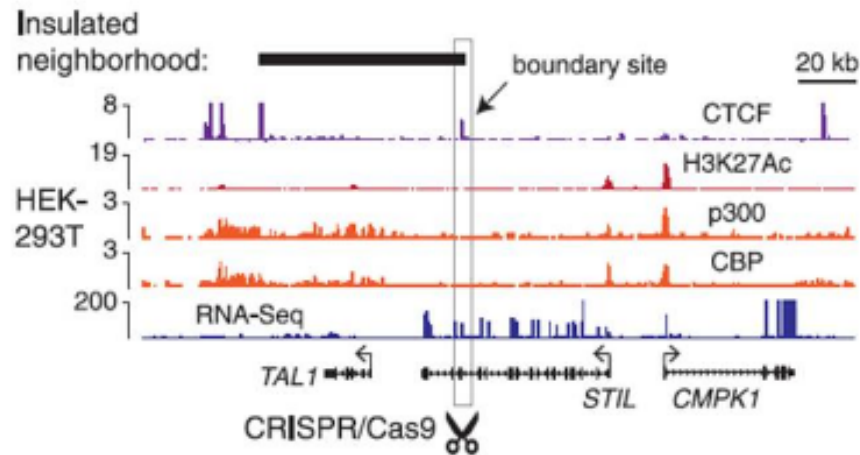 Insulated
neighborhood:
boundary site
20 kb
8
CTCF
19
H3K27Ac
HEK-
293T
3
p300
3
CBP
200
RNA-Seq
TAL1
STIL
CMPK1
CRISPR/Cas9